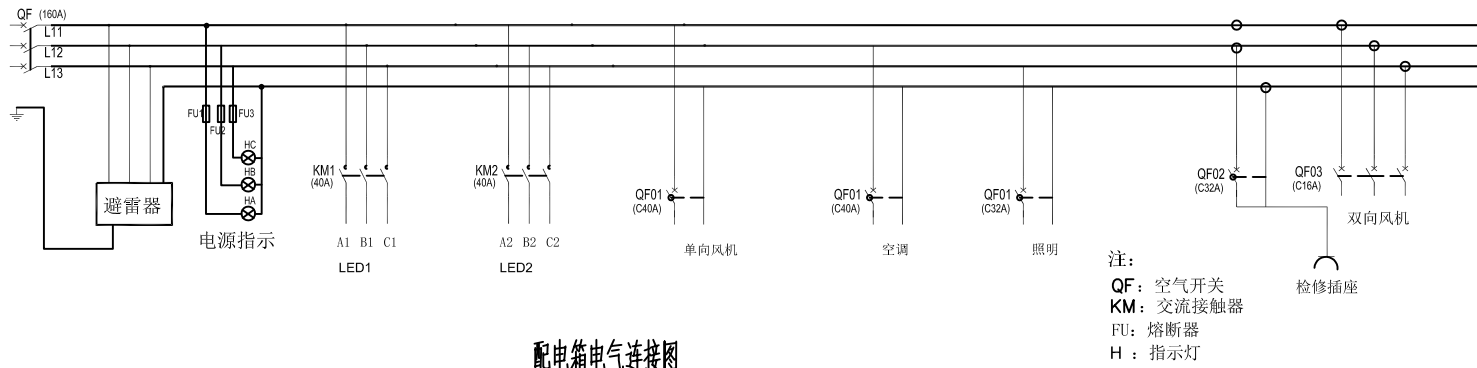 QF (160A)
L11
L12
L13
FU1
FU2
FU3
HC
HB
HA
避雷器
电源指示
KM1
(40A)
A1 B1 C1
LED1
KM2
(40A)
A2 B2 C2
LED2
QF01
(C40A)
单向风机
QF01
(C40A)
空调
QF01
(C32A)
照明
QF02
(C32A)
检修插座
QF03
(C16A)
双向风机
注:
QF: 空气开关
KM: 交流接触器
FU: 熔断器
H : 指示灯
配电箱电气连接图